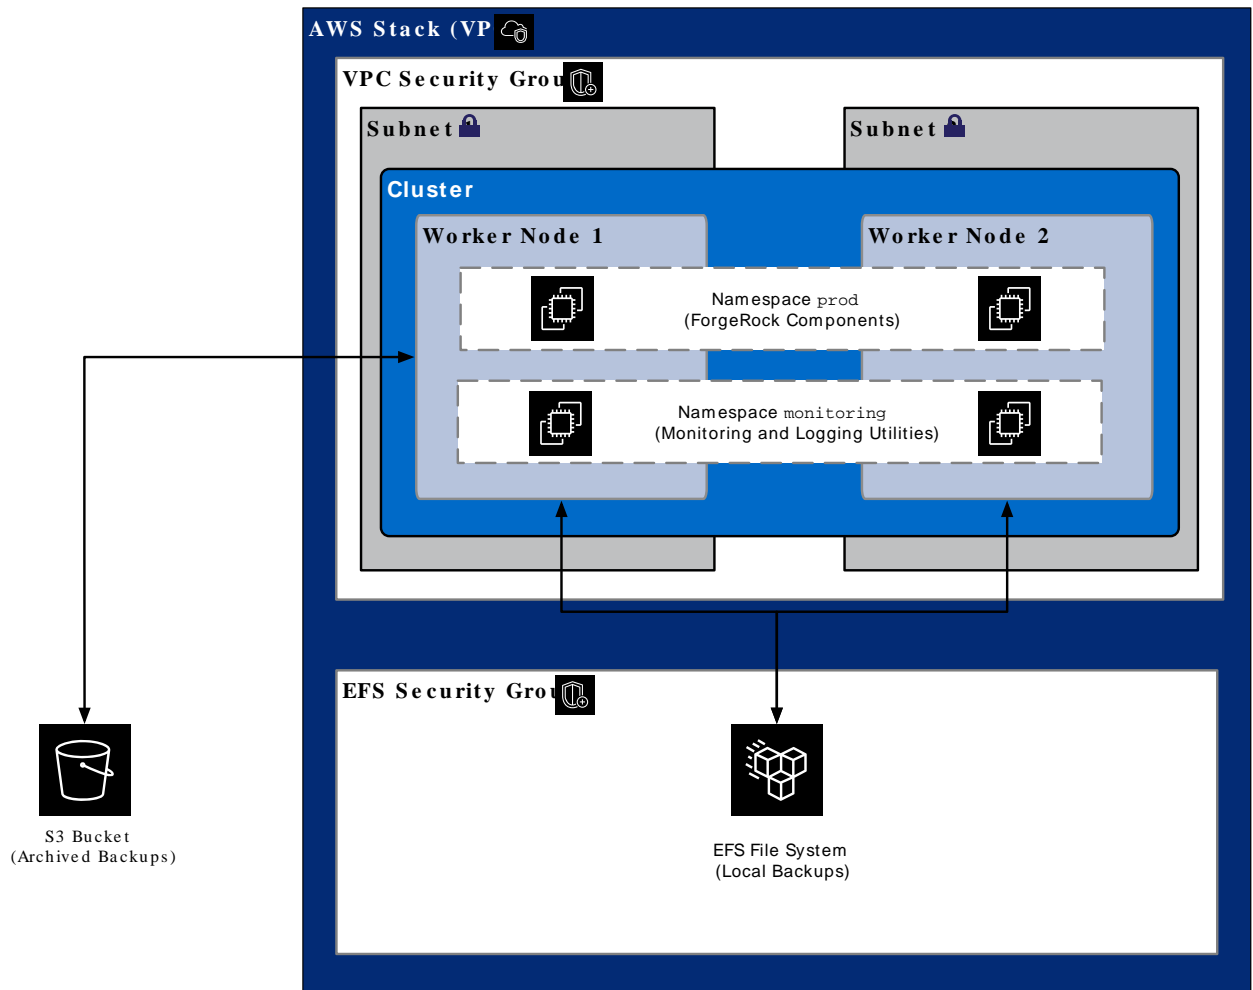 AWS Stack (VP
VPC Security Grou
Subnet
Subnet
Cluster
Worker Node 1
Worker Node 2
Namespace prod
(ForgeRock Components)
Namespace monitoring
(Monitoring and Logging Utilities)
EFS Security Grou
S3 Bucket
(Archived Backups)
EFS File System
(Local Backups)